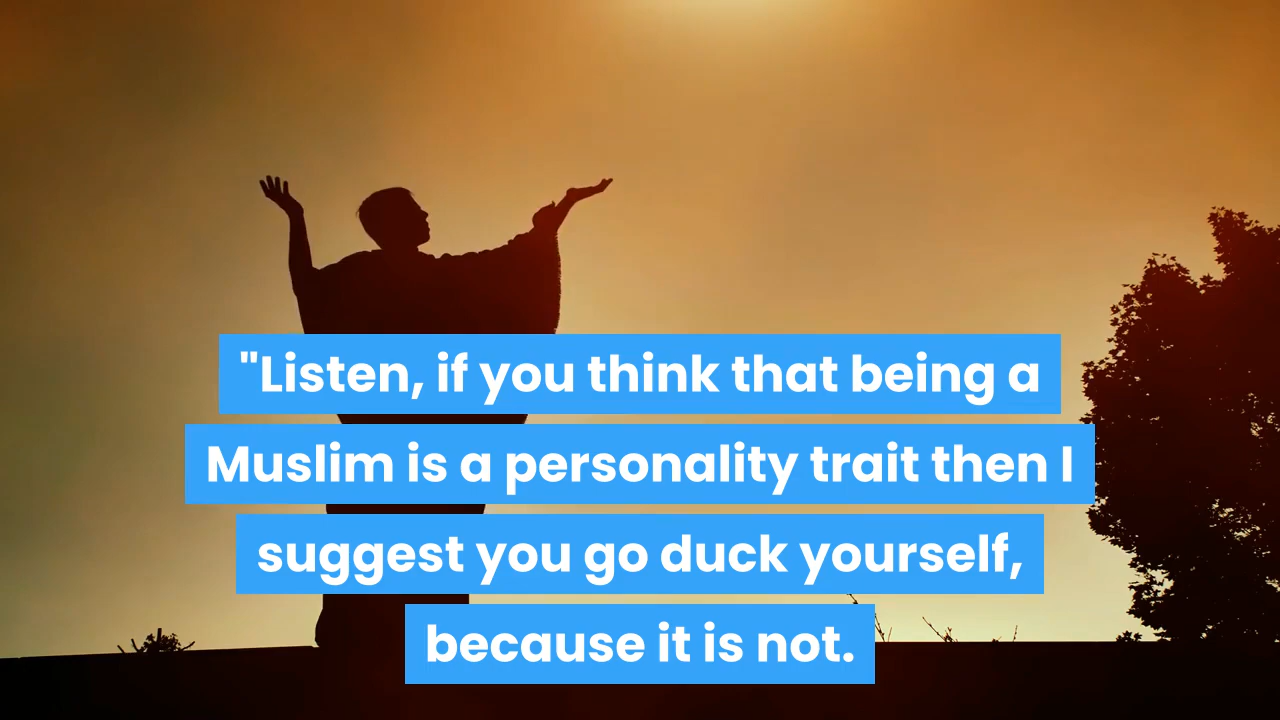 "Listen, if you think that being a
Muslim is a personality trait then I
suggest you go duck yourself,
because it is not.